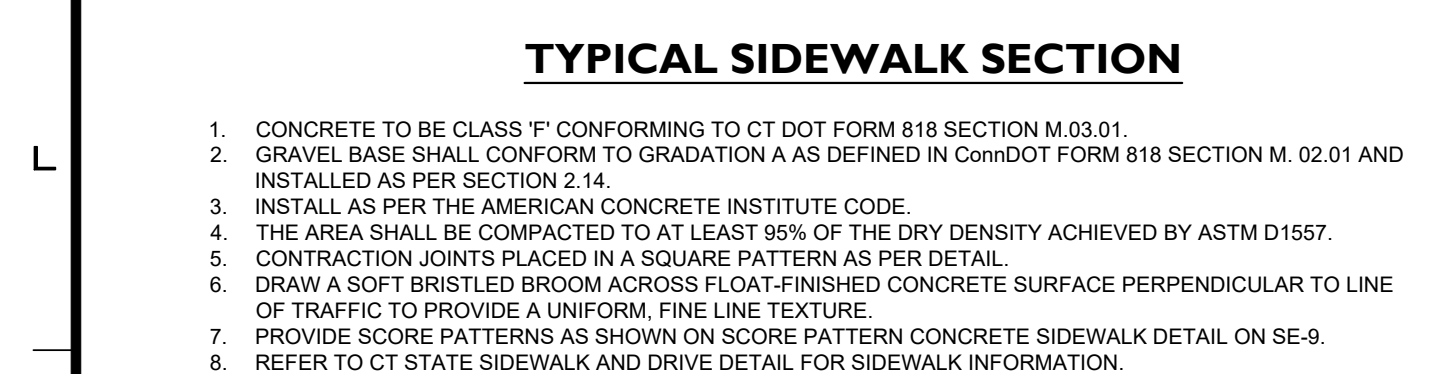 TYPICAL SIDEWALK SECTION
1. CONCRETE TO BE CLASS 'F' CONFORMING TO CT DOT FORM 818 SECTION M.03.01.
2. GRAVEL BASE SHALL CONFORM TO GRADATION A AS DEFINED IN ConnDOT FORM 818 SECTION M. 02.01 AND
INSTALLED AS PER SECTION 2.14.
3. INSTALL AS PER THE AMERICAN CONCRETE INSTITUTE CODE.
4. THE AREA SHALL BE COMPACTED TO AT LEAST 95% OF THE DRY DENSITY ACHIEVED BY ASTM D1557.
5. CONTRACTION JOINTS PLACED IN A SQUARE PATTERN AS PER DETAIL.
6. DRAW A SOFT BRISTLED BROOM ACROSS FLOAT-FINISHED CONCRETE SURFACE PERPENDICULAR TO LINE
OF TRAFFIC TO PROVIDE A UNIFORM, FINE LINE TEXTURE.
L
7. PROVIDE SCORE PATTERNS AS SHOWN ON SCORE PATTERN CONCRETE SIDEWALK DETAIL ON SE-9.
8. REFER TO CT STATE SIDEWALK AND DRIVE DETAIL FOR SIDEWALK INFORMATION.